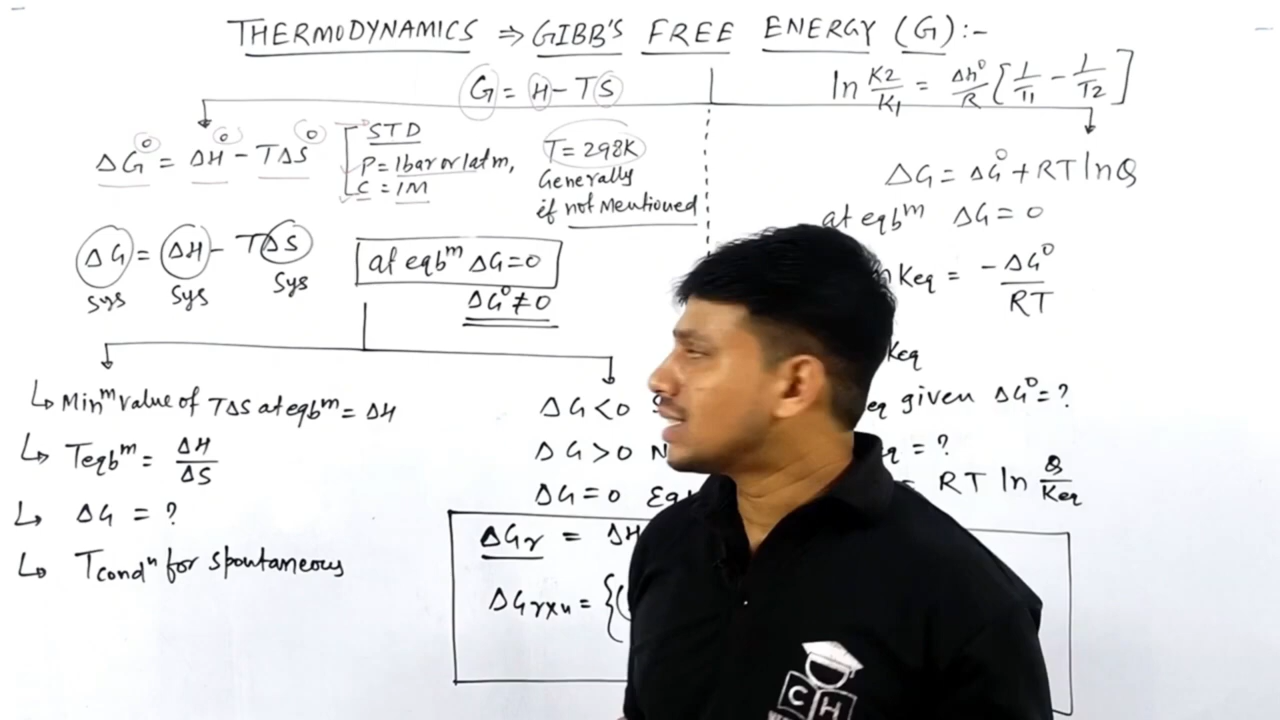 THERMODYNAMICS ⇒ GIBB'S FREE ENERGY (G):-
G = H - TS
ln K2/K1 = Δh°/R [1/T1 - 1/T2]
ΔG° = ΔH° - TΔS°
STD
P = 1bar or 1atm,
C = 1M
T = 298K
Generally
if not Mentioned
ΔG = ΔH - TΔS
sys sys sys
at eqbᵐ ΔG = 0
ΔG° ≠ 0
↳ Minᵐ value of TΔS at eqbᵐ = ΔH
↳ Teqbᵐ = ΔH/ΔS
↳ ΔG = ?
↳ Tcondⁿ for spontaneous
ΔG < 0
ΔG > 0
ΔG = 0
ΔGr = ΔH
ΔGrxn = {(
ΔG = ΔG° + RT lnQ
at eqbᵐ ΔG = 0
Keq = -ΔG°/RT
Keq
given ΔG° = ?
= ?
RT ln Q/Keq
CH